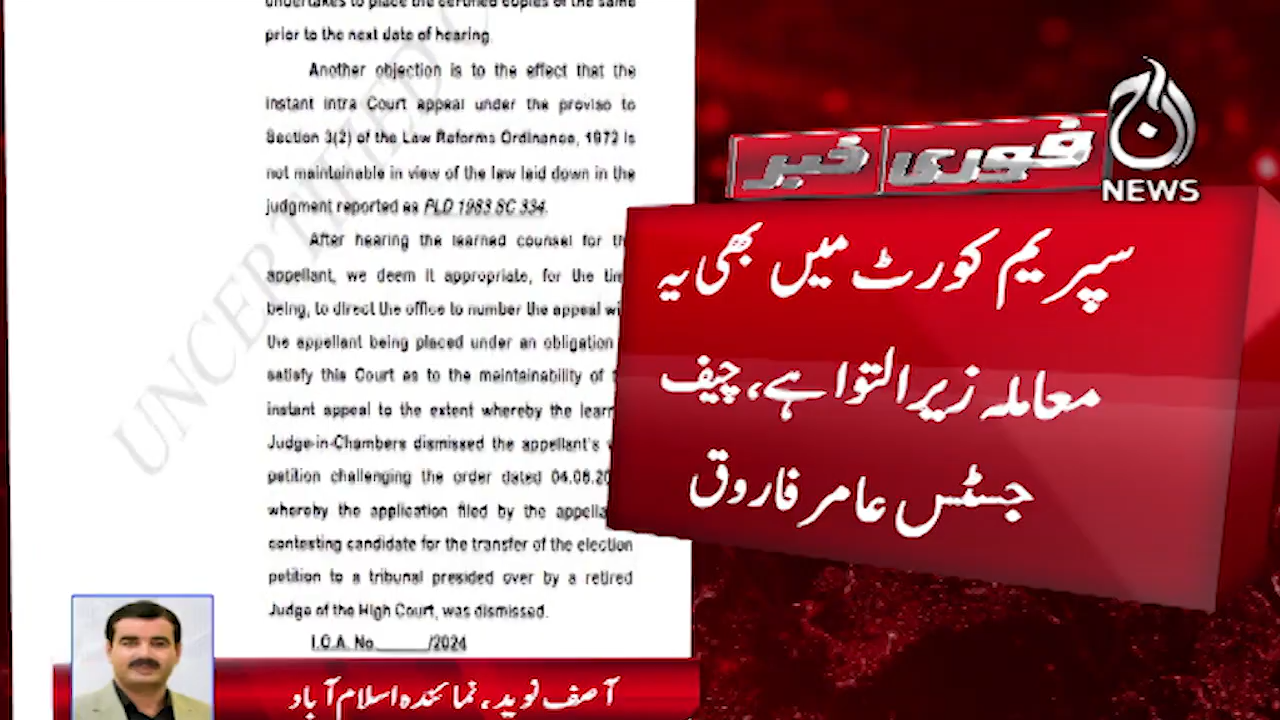 undertakes to place the certified copies of the same
prior to the next date of hearing.
Another objection is to the effect that the
instant Intra Court appeal under the proviso to
Section 3(2) of the Law Reforms Ordinance, 1972 is
not maintainable in view of the law laid down in the
judgment reported as PLD 1983 SC 334.
After hearing the learned counsel for th
appellant, we deem it appropriate, for the tim
being, to direct the office to number the appeal wi
the appellant being placed under an obligation
satisfy this Court as to the maintainability of
instant appeal to the extent whereby the learn
Judge-in-Chambers dismissed the appellant's
petition challenging the order dated 04.06.20
whereby the application filed by the appella
contesting candidate for the transfer of the election
petition to a tribunal presided over by a retired
Judge of the High Court, was dismissed.
I.C.A. No.______/2024
UNCERTIFIED C
آج
NEWS
فوری خبر
سپریم کورٹ میں بھی یہ
معاملہ زیرالتوا ہے، چیف
جسٹس عامر فاروق
آصف نوید، نمائندہ اسلام آباد